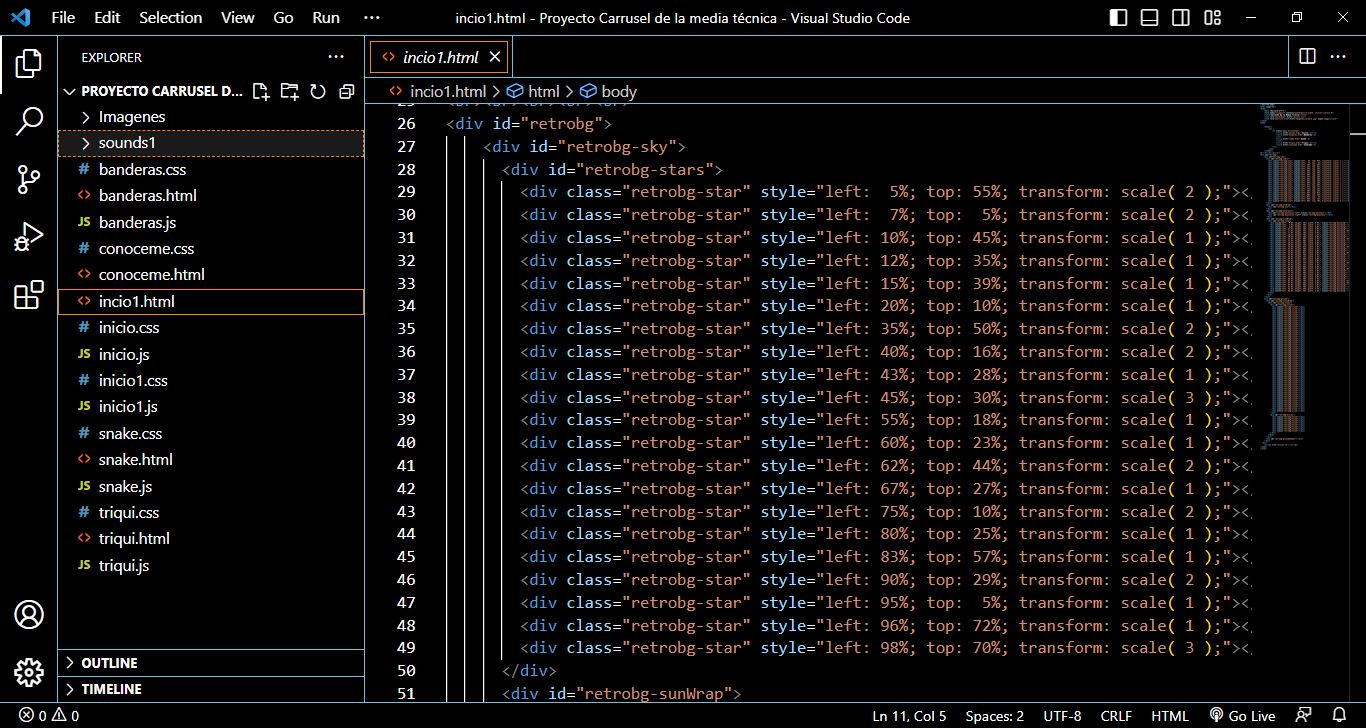 File Edit Selection View Go Run ··· incio1.html - Proyecto Carrusel de la media técnica - Visual Studio Code
EXPLORER ···
PROYECTO CARRUSEL D...
Imagenes
sounds1
# banderas.css
<> banderas.html
JS banderas.js
# conoceme.css
<> conoceme.html
<> incio1.html
# inicio.css
JS inicio.js
# inicio1.css
JS inicio1.js
# snake.css
<> snake.html
JS snake.js
# triqui.css
<> triqui.html
JS triqui.js
OUTLINE
TIMELINE
<> incio1.html ×
<> incio1.html > html > body
26 <div id="retrobg">
27 <div id="retrobg-sky">
28 <div id="retrobg-stars">
29 <div class="retrobg-star" style="left:  5%; top: 55%; transform: scale( 2 );"><
30 <div class="retrobg-star" style="left:  7%; top:  5%; transform: scale( 2 );"><
31 <div class="retrobg-star" style="left: 10%; top: 45%; transform: scale( 1 );"><
32 <div class="retrobg-star" style="left: 12%; top: 35%; transform: scale( 1 );"><
33 <div class="retrobg-star" style="left: 15%; top: 39%; transform: scale( 1 );"><
34 <div class="retrobg-star" style="left: 20%; top: 10%; transform: scale( 1 );"><
35 <div class="retrobg-star" style="left: 35%; top: 50%; transform: scale( 2 );"><
36 <div class="retrobg-star" style="left: 40%; top: 16%; transform: scale( 2 );"><
37 <div class="retrobg-star" style="left: 43%; top: 28%; transform: scale( 1 );"><
38 <div class="retrobg-star" style="left: 45%; top: 30%; transform: scale( 3 );"><
39 <div class="retrobg-star" style="left: 55%; top: 18%; transform: scale( 1 );"><
40 <div class="retrobg-star" style="left: 60%; top: 23%; transform: scale( 1 );"><
41 <div class="retrobg-star" style="left: 62%; top: 44%; transform: scale( 2 );"><
42 <div class="retrobg-star" style="left: 67%; top: 27%; transform: scale( 1 );"><
43 <div class="retrobg-star" style="left: 75%; top: 10%; transform: scale( 2 );"><
44 <div class="retrobg-star" style="left: 80%; top: 25%; transform: scale( 1 );"><
45 <div class="retrobg-star" style="left: 83%; top: 57%; transform: scale( 1 );"><
46 <div class="retrobg-star" style="left: 90%; top: 29%; transform: scale( 2 );"><
47 <div class="retrobg-star" style="left: 95%; top:  5%; transform: scale( 1 );"><
48 <div class="retrobg-star" style="left: 96%; top: 72%; transform: scale( 1 );"><
49 <div class="retrobg-star" style="left: 98%; top: 70%; transform: scale( 3 );"><
50 </div>
51 <div id="retrobg-sunWrap">
0 0 Ln 11, Col 5 Spaces: 2 UTF-8 CRLF HTML Go Live